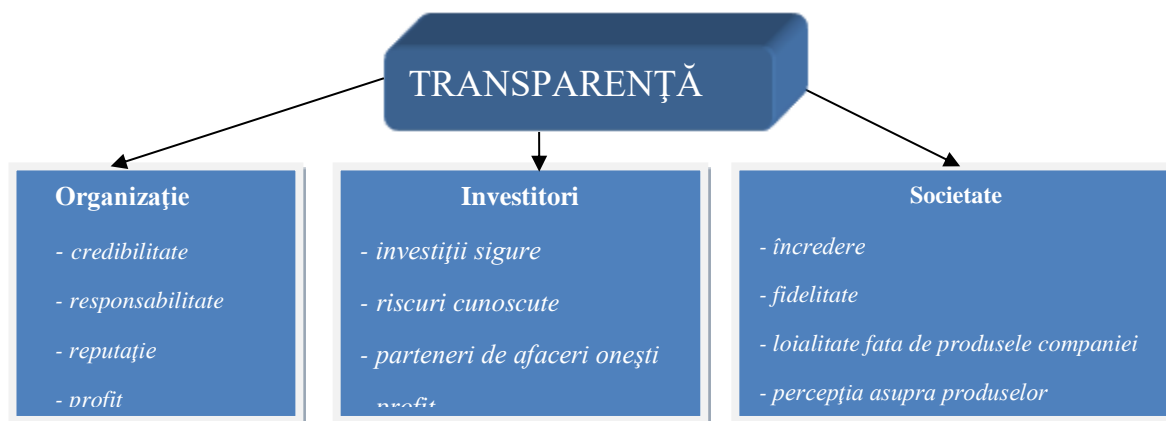 TRANSPARENŢĂ
Organizaţie
- credibilitate
- responsabilitate
- reputaţie
- profit
Investitori
- investiţii sigure
- riscuri cunoscute
- parteneri de afaceri oneşti
- profit
Societate
- încredere
- fidelitate
- loialitate fata de produsele companiei
- percepţia asupra produselor